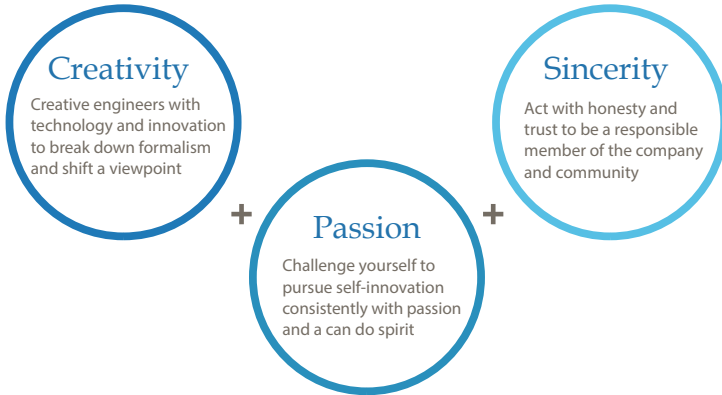 Creativity
Creative engineers with
technology and innovation
to break down formalism
and shift a viewpoint
+
Passion
Challenge yourself to
pursue self-innovation
consistently with passion
and a can do spirit
+
Sincerity
Act with honesty and
trust to be a responsible
member of the company
and community